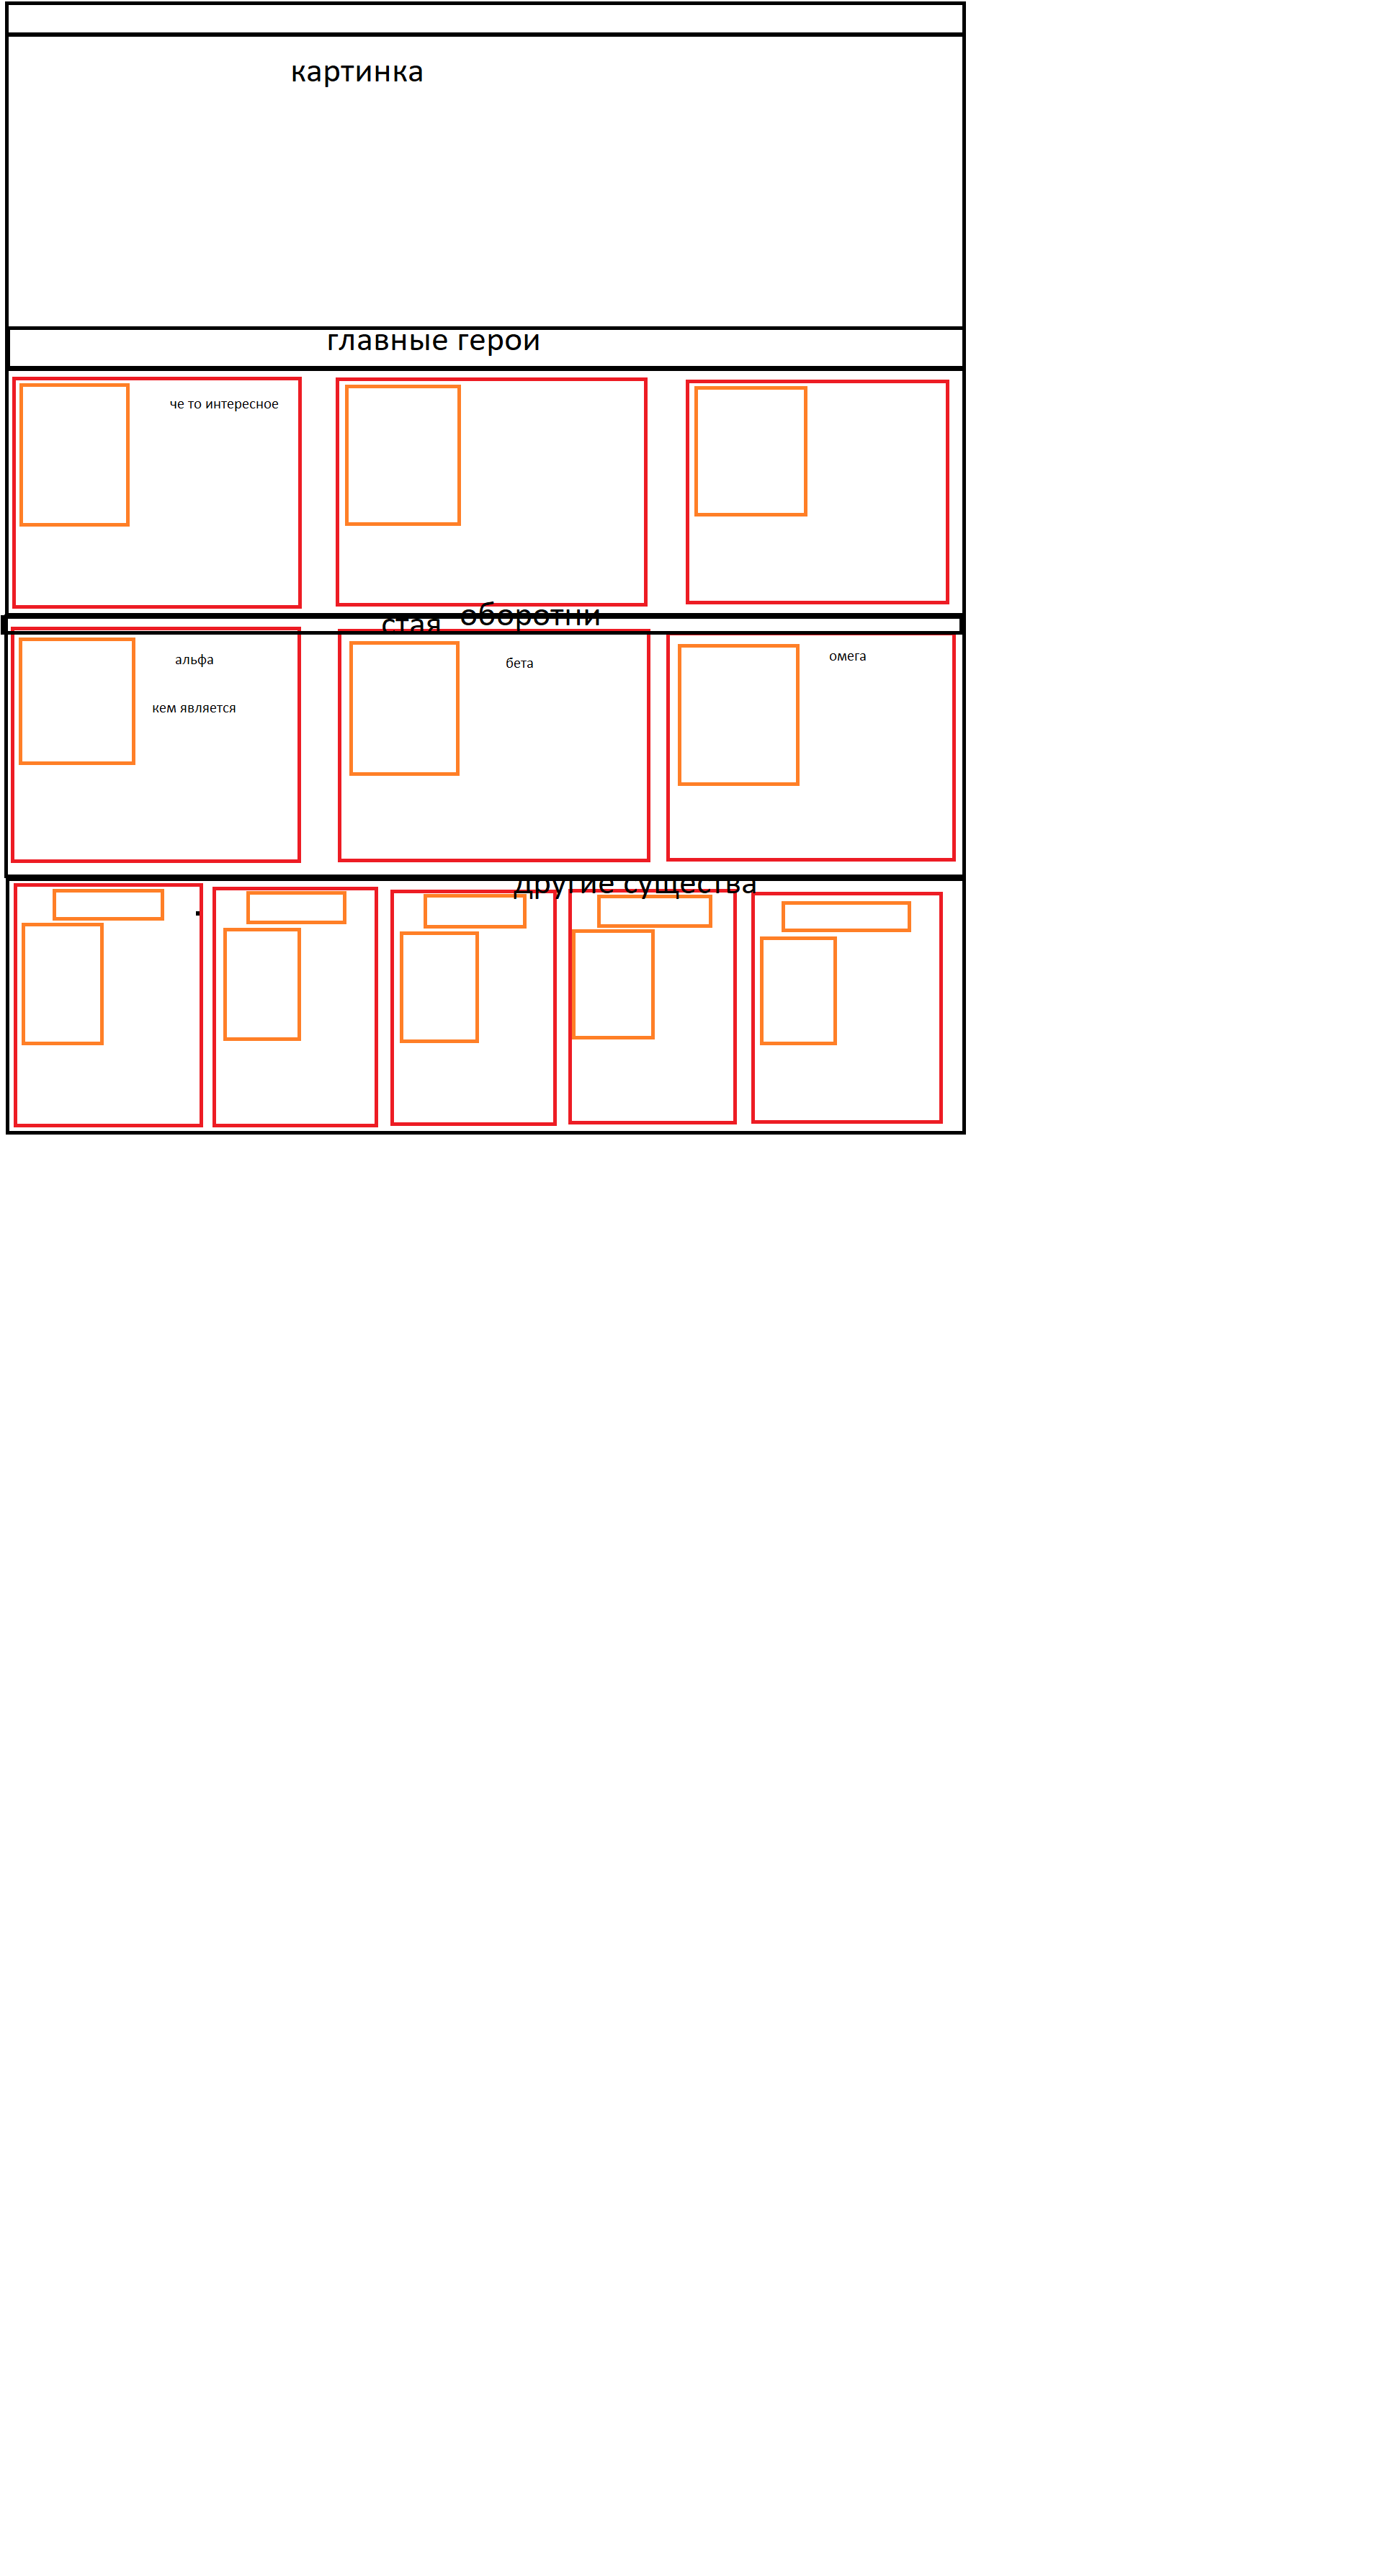 картинка
главные герои
че то интересное
стая оборотни
альфа
бета
омега
кем является
другие существа